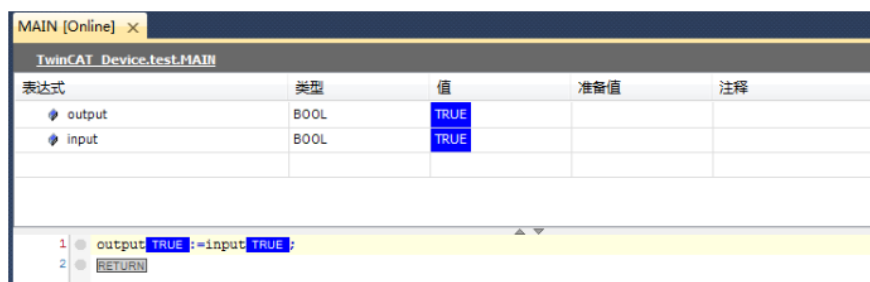 MAIN [Online]
TwinCAT_Device.test.MAIN
表达式 类型 值 准备值 注释
output BOOL TRUE
input BOOL TRUE
1 output TRUE :=input TRUE ;
2 RETURN